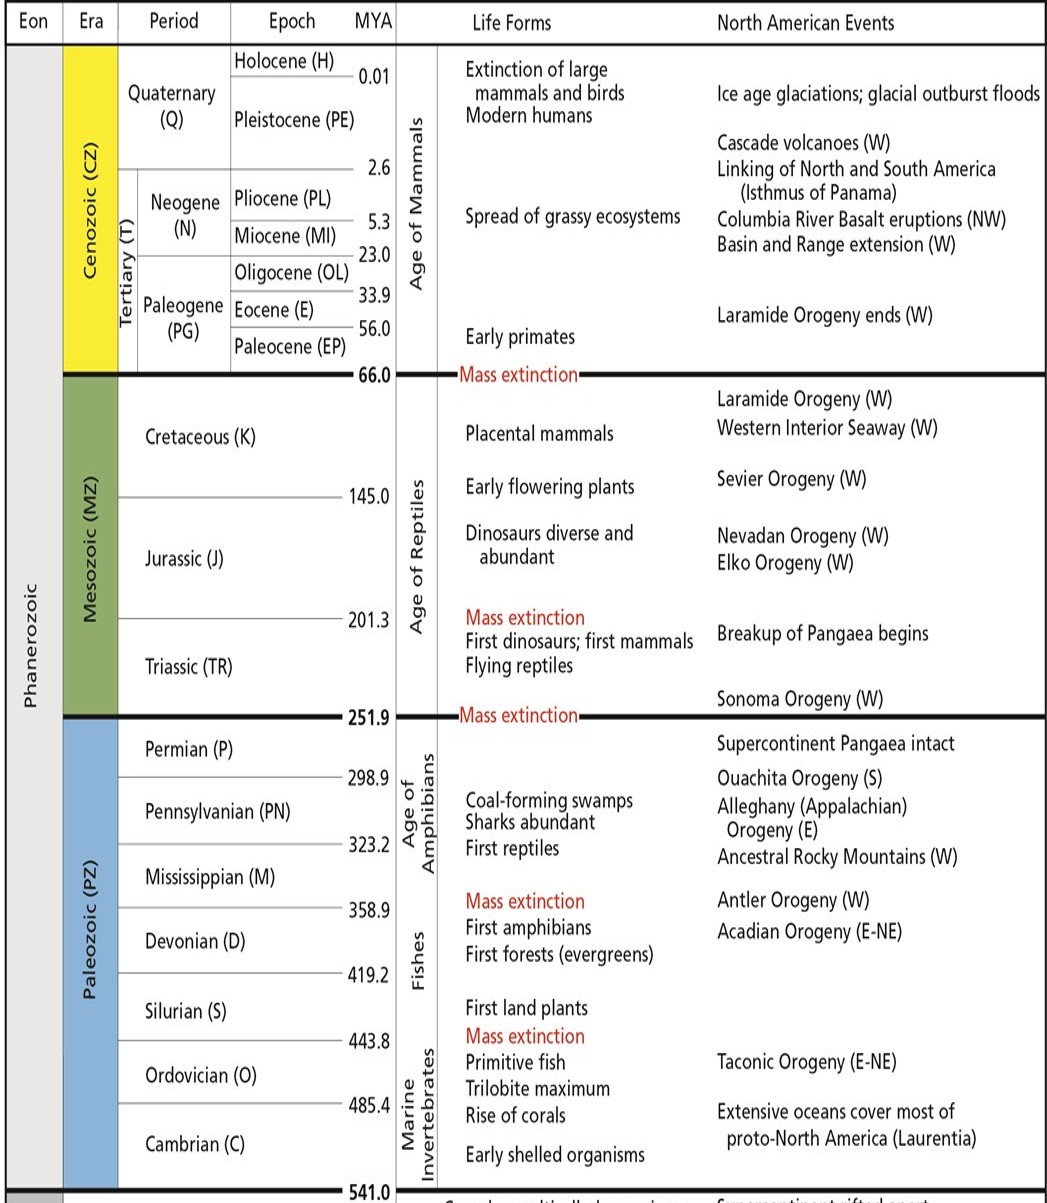 Eon Era Period Epoch MYA Life Forms North American Events
Phanerozoic
Cenozoic (CZ)
Quaternary
(Q)
Tertiary (T)
Neogene
(N)
Paleogene
(PG)
Holocene (H)
Pleistocene (PE)
Pliocene (PL)
Miocene (MI)
Oligocene (OL)
Eocene (E)
Paleocene (EP)
0.01
2.6
5.3
23.0
33.9
56.0
66.0
Age of Mammals
Extinction of large
mammals and birds
Modern humans
Spread of grassy ecosystems
Early primates
Mass extinction
Ice age glaciations; glacial outburst floods
Cascade volcanoes (W)
Linking of North and South America
(Isthmus of Panama)
Columbia River Basalt eruptions (NW)
Basin and Range extension (W)
Laramide Orogeny ends (W)
Mesozoic (MZ)
Cretaceous (K)
Jurassic (J)
Triassic (TR)
145.0
201.3
251.9
Age of Reptiles
Placental mammals
Early flowering plants
Dinosaurs diverse and
abundant
Mass extinction
First dinosaurs; first mammals
Flying reptiles
Mass extinction
Laramide Orogeny (W)
Western Interior Seaway (W)
Sevier Orogeny (W)
Nevadan Orogeny (W)
Elko Orogeny (W)
Breakup of Pangaea begins
Sonoma Orogeny (W)
Paleozoic (PZ)
Permian (P)
Pennsylvanian (PN)
Mississippian (M)
Devonian (D)
Silurian (S)
Ordovician (O)
Cambrian (C)
298.9
323.2
358.9
419.2
443.8
485.4
541.0
Age of
Amphibians
Fishes
Marine
Invertebrates
Coal-forming swamps
Sharks abundant
First reptiles
Mass extinction
First amphibians
First forests (evergreens)
First land plants
Mass extinction
Primitive fish
Trilobite maximum
Rise of corals
Early shelled organisms
Supercontinent Pangaea intact
Ouachita Orogeny (S)
Alleghany (Appalachian)
Orogeny (E)
Ancestral Rocky Mountains (W)
Antler Orogeny (W)
Acadian Orogeny (E-NE)
Taconic Orogeny (E-NE)
Extensive oceans cover most of
proto-North America (Laurentia)